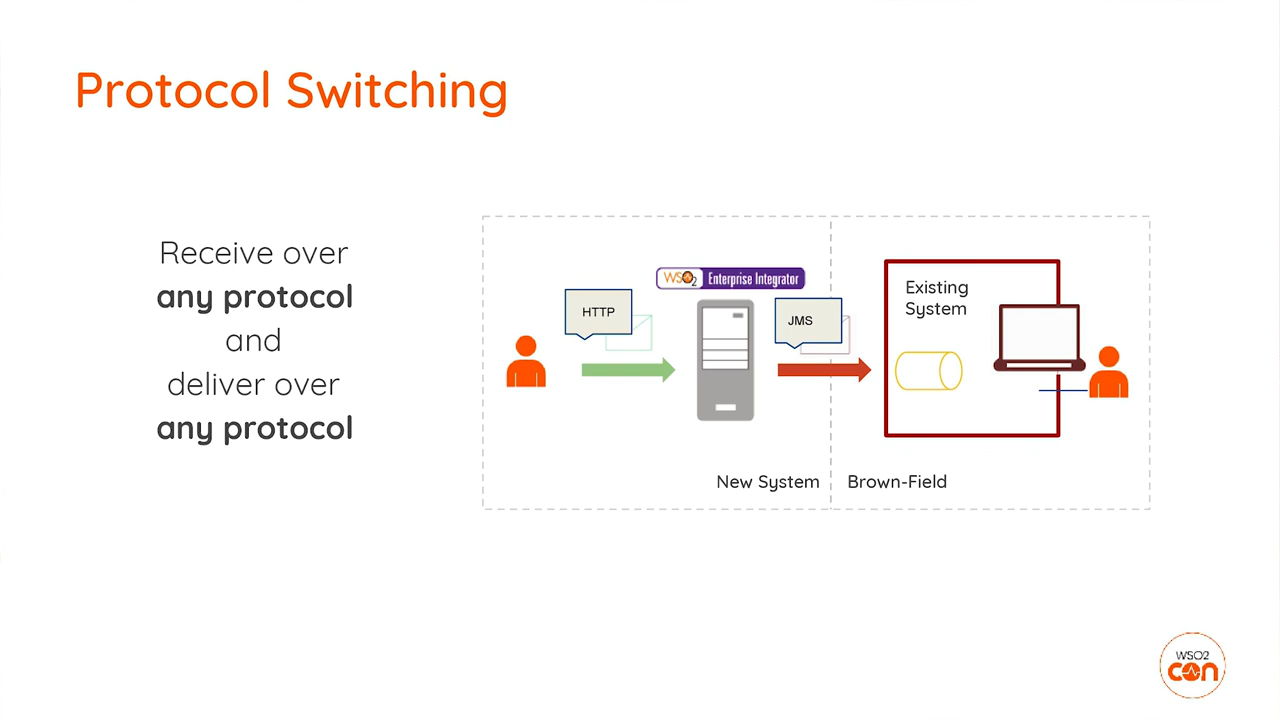 Protocol Switching
Receive over
any protocol
and
deliver over
any protocol
WSO2 Enterprise Integrator
HTTP
JMS
Existing
System
New System
Brown-Field
WSO2
con